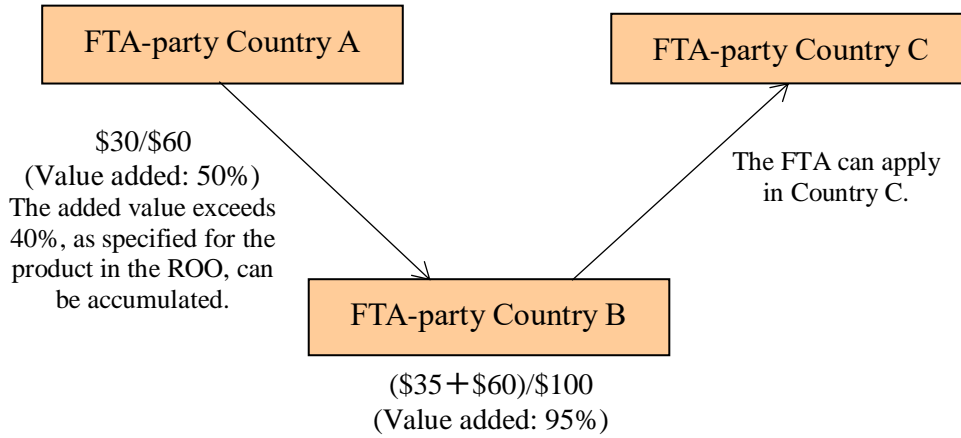 FTA-party Country A
FTA-party Country C
$30/$60
(Value added: 50%)
The added value exceeds
40%, as specified for the
product in the ROO, can
be accumulated.
The FTA can apply
in Country C.
FTA-party Country B
($35+$60)/$100
(Value added: 95%)